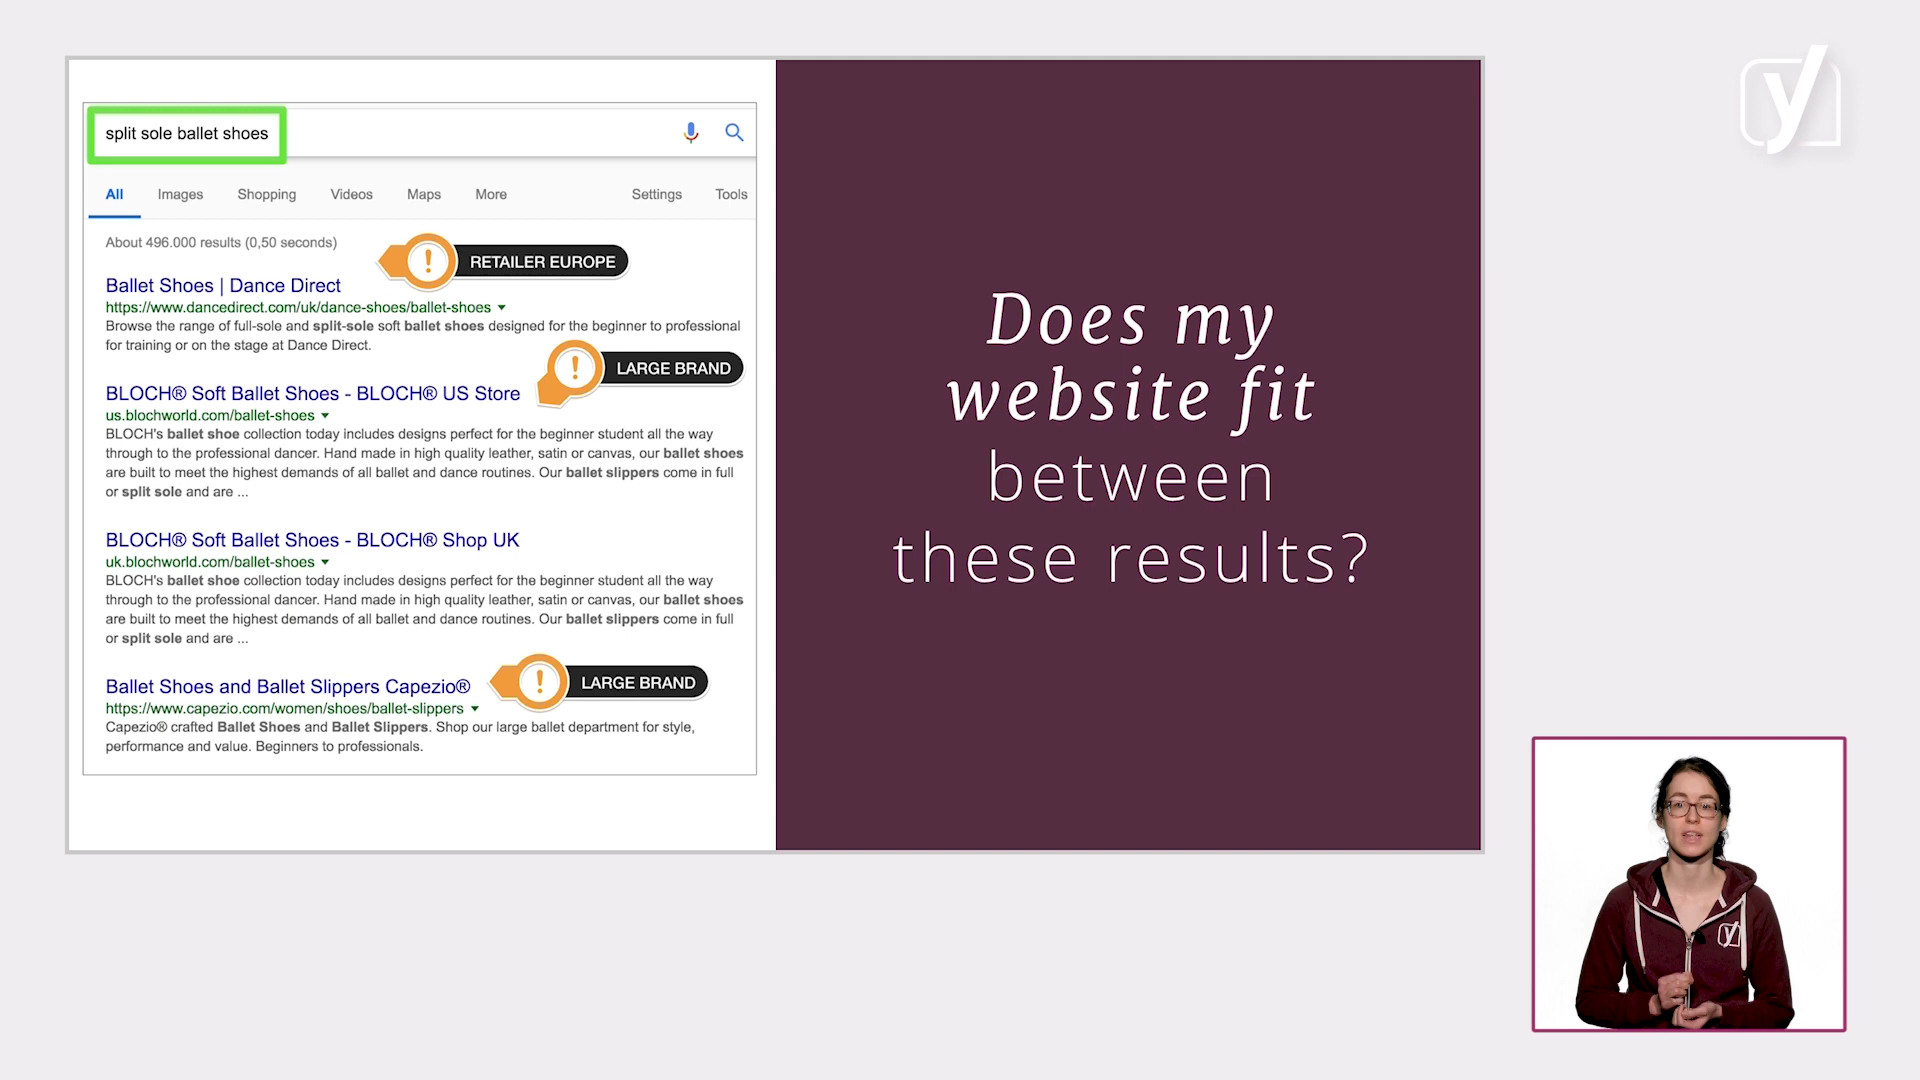 split sole ballet shoes
All Images Shopping Videos Maps More Settings Tools
About 496.000 results (0,50 seconds)
RETAILER EUROPE
Ballet Shoes | Dance Direct
https://www.dancedirect.com/uk/dance-shoes/ballet-shoes
Browse the range of full-sole and split-sole soft ballet shoes designed for the beginner to professional
for training or on the stage at Dance Direct.
LARGE BRAND
BLOCH® Soft Ballet Shoes - BLOCH® US Store
us.blochworld.com/ballet-shoes
BLOCH's ballet shoe collection today includes designs perfect for the beginner student all the way
through to the professional dancer. Hand made in high quality leather, satin or canvas, our ballet shoes
are built to meet the highest demands of all ballet and dance routines. Our ballet slippers come in full
or split sole and are ...
BLOCH® Soft Ballet Shoes - BLOCH® Shop UK
uk.blochworld.com/ballet-shoes
BLOCH's ballet shoe collection today includes designs perfect for the beginner student all the way
through to the professional dancer. Hand made in high quality leather, satin or canvas, our ballet shoes
are built to meet the highest demands of all ballet and dance routines. Our ballet slippers come in full
or split sole and are ...
LARGE BRAND
Ballet Shoes and Ballet Slippers Capezio®
https://www.capezio.com/women/shoes/ballet-slippers
Capezio® crafted Ballet Shoes and Ballet Slippers. Shop our large ballet department for style,
performance and value. Beginners to professionals.
Does my
website fit
between
these results?
y
y